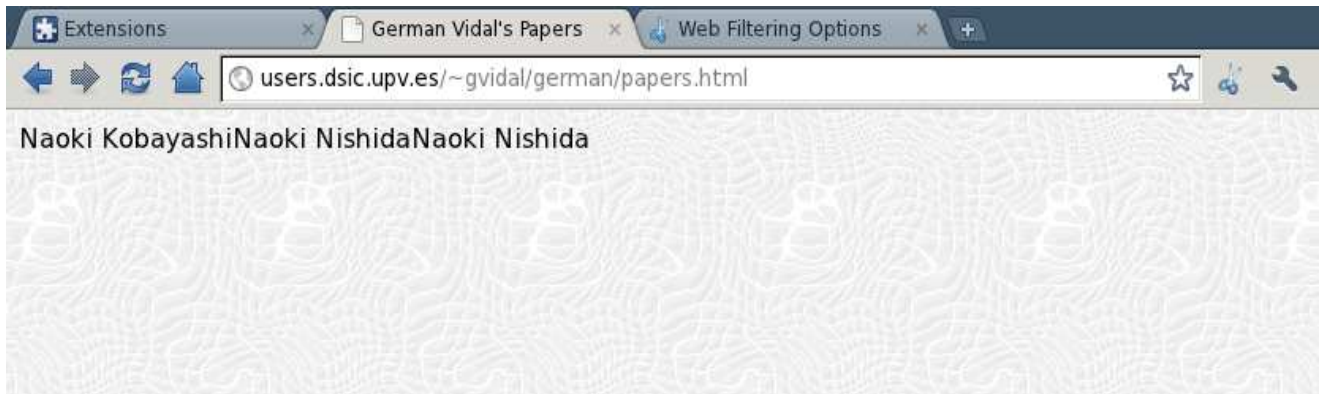 Extensions German Vidal's Papers Web Filtering Options
users.dsic.upv.es/~gvidal/german/papers.html
Naoki KobayashiNaoki NishidaNaoki Nishida